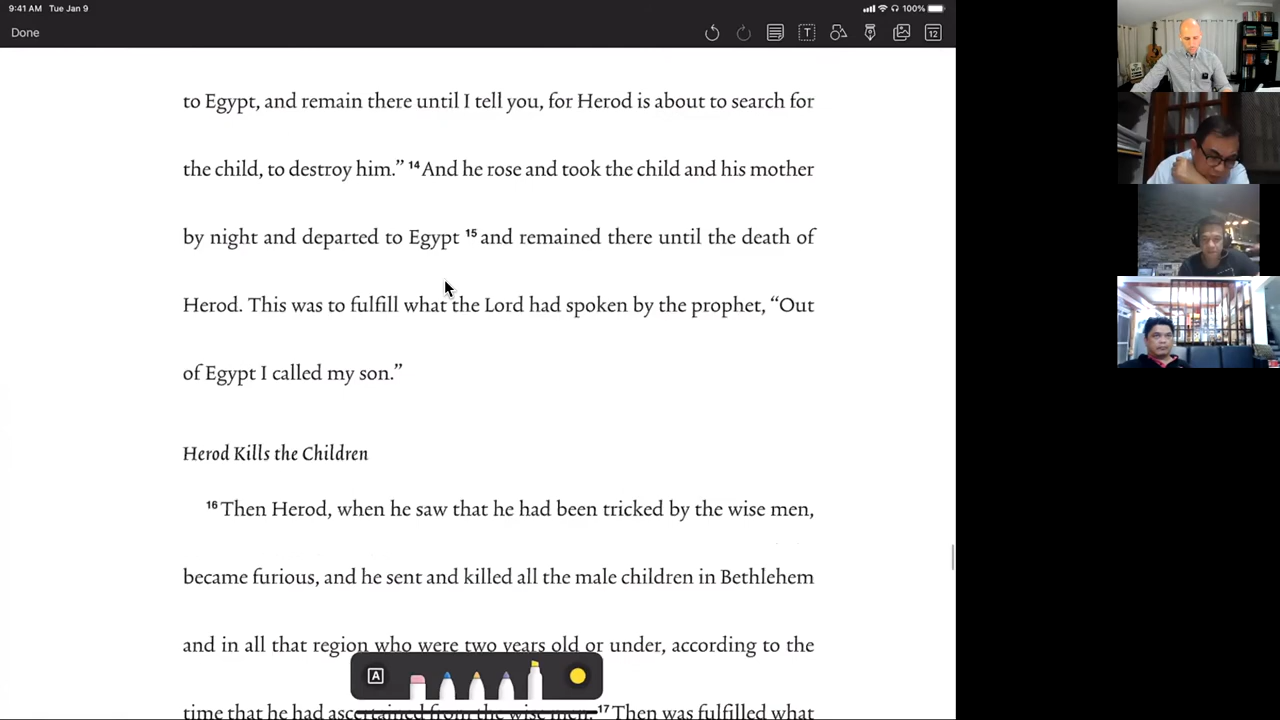 9:41 AM Tue Jan 9
100%
Done
T
12
to Egypt, and remain there until I tell you, for Herod is about to search for
the child, to destroy him.” 14 And he rose and took the child and his mother
by night and departed to Egypt 15 and remained there until the death of
Herod. This was to fulfill what the Lord had spoken by the prophet, “Out
of Egypt I called my son.”
Herod Kills the Children
16 Then Herod, when he saw that he had been tricked by the wise men,
became furious, and he sent and killed all the male children in Bethlehem
and in all that region who were two years old or under, according to the
A
time that he had ascertained from the wise men. 17 Then was fulfilled what